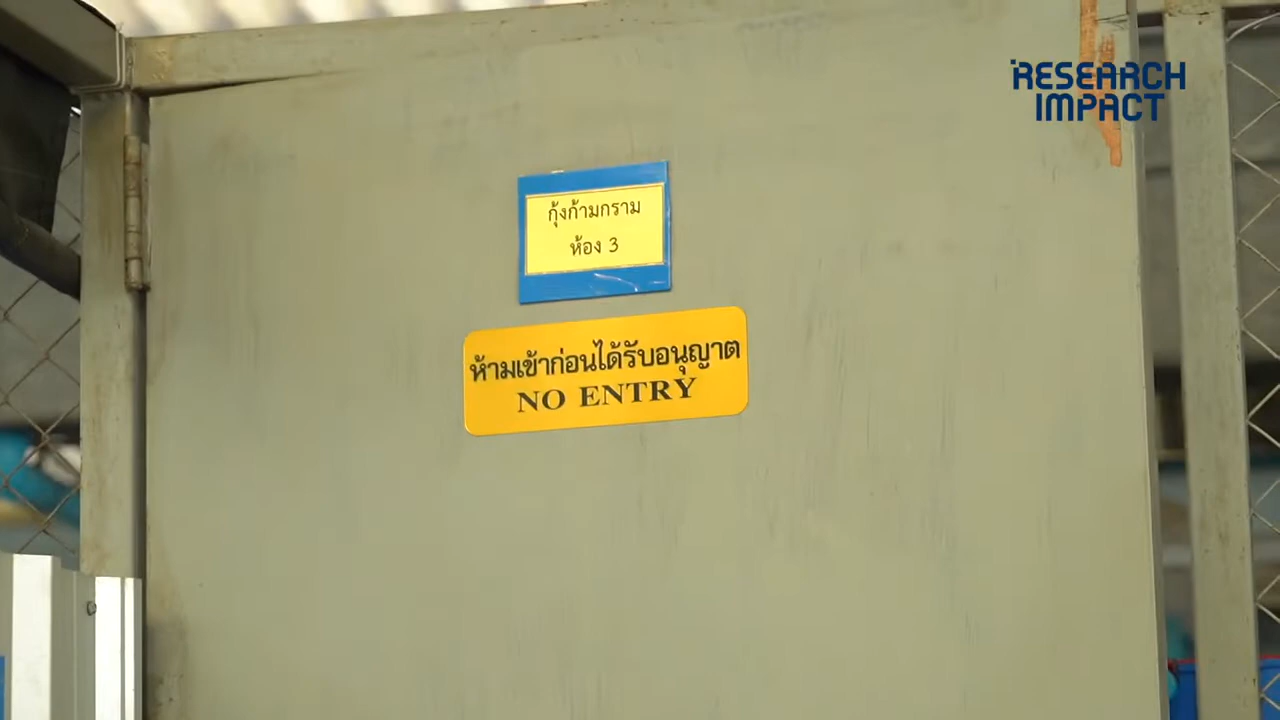 RESEARCH
IMPACT
กุ้งก้ามกราม
ห้อง 3
ห้ามเข้าก่อนได้รับอนุญาต
NO ENTRY